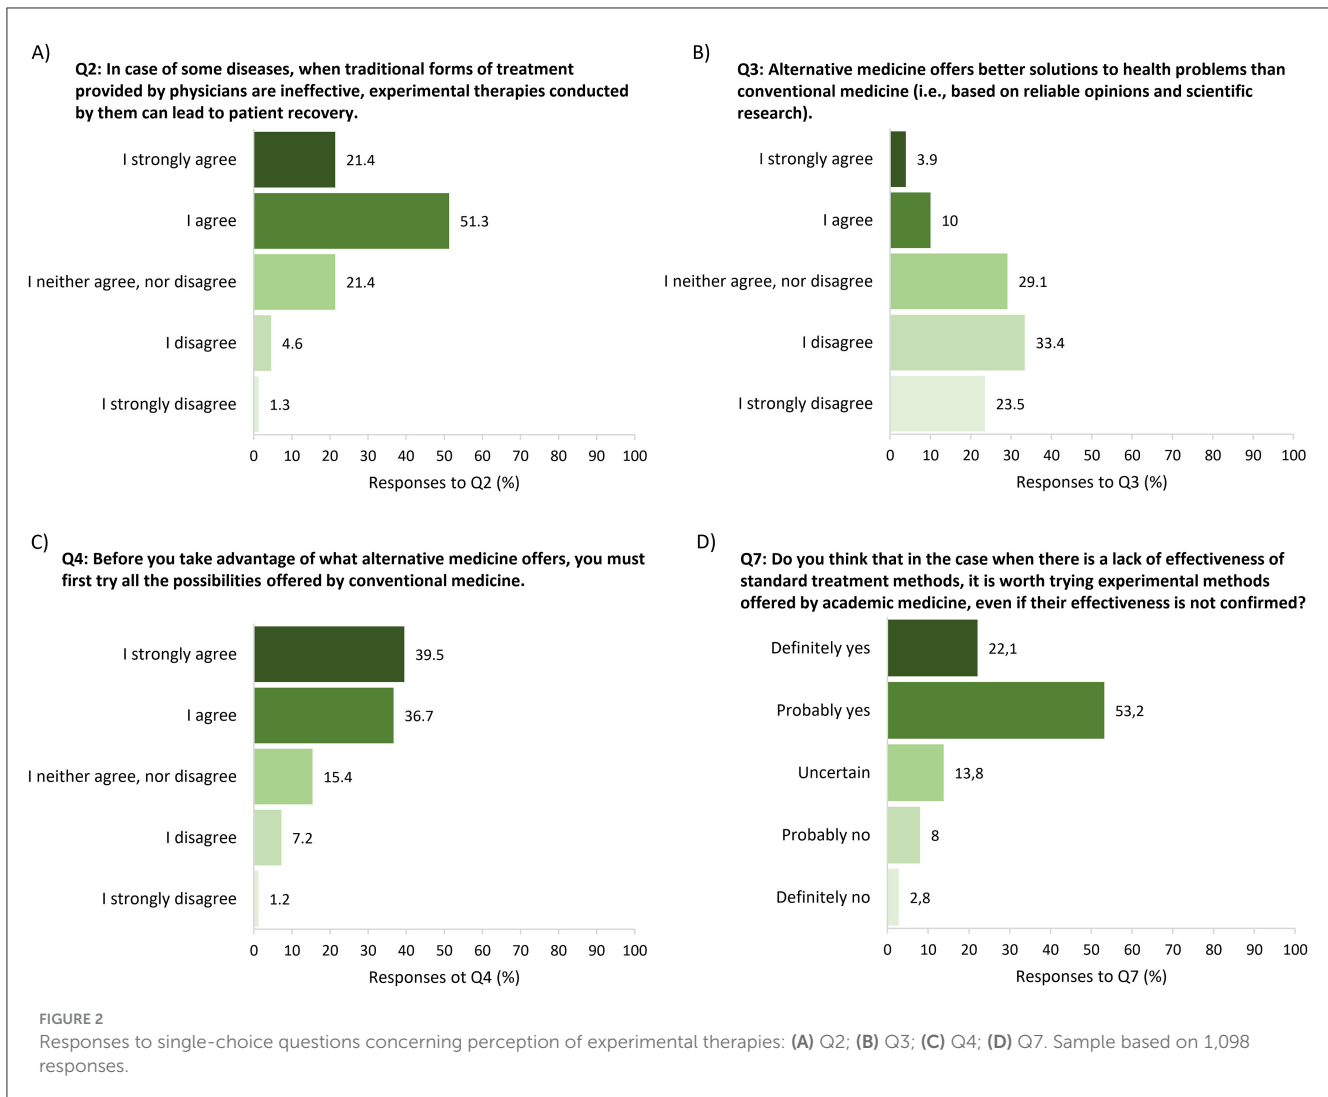 A)
Q2: In case of some diseases, when traditional forms of treatment
provided by physicians are ineffective, experimental therapies conducted
by them can lead to patient recovery.
I strongly agree
21.4
I agree
51.3
I neither agree, nor disagree
21.4
I disagree
4.6
I strongly disagree
1.3
0 10 20 30 40 50 60 70 80 90 100
Responses to Q2 (%)
B)
Q3: Alternative medicine offers better solutions to health problems than
conventional medicine (i.e., based on reliable opinions and scientific
research).
I strongly agree
3.9
I agree
10
I neither agree, nor disagree
29.1
I disagree
33.4
I strongly disagree
23.5
0 10 20 30 40 50 60 70 80 90 100
Responses to Q3 (%)
C)
Q4: Before you take advantage of what alternative medicine offers, you must
first try all the possibilities offered by conventional medicine.
I strongly agree
39.5
I agree
36.7
I neither agree, nor disagree
15.4
I disagree
7.2
I strongly disagree
1.2
0 10 20 30 40 50 60 70 80 90 100
Responses ot Q4 (%)
D)
Q7: Do you think that in the case when there is a lack of effectiveness of
standard treatment methods, it is worth trying experimental methods
offered by academic medicine, even if their effectiveness is not confirmed?
Definitely yes
22,1
Probably yes
53,2
Uncertain
13,8
Probably no
8
Definitely no
2,8
0 10 20 30 40 50 60 70 80 90 100
Responses to Q7 (%)
FIGURE 2
Responses to single-choice questions concerning perception of experimental therapies: (A) Q2; (B) Q3; (C) Q4; (D) Q7. Sample based on 1,098
responses.